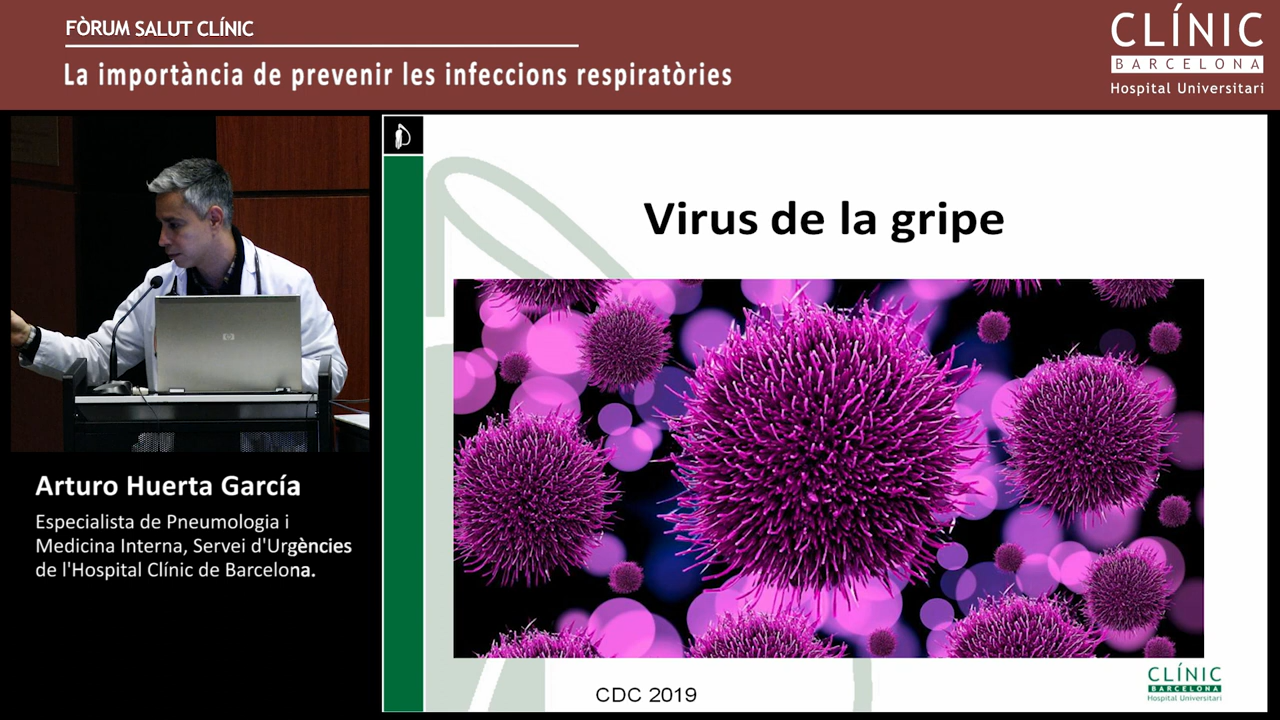 FÒRUM SALUT CLÍNIC
La importància de prevenir les infeccions respiratòries
CLÍNIC
BARCELONA
Hospital Universitari
Virus de la gripe
hp
Arturo Huerta García
Especialista de Pneumologia i
Medicina Interna, Servei d'Urgències
de l'Hospital Clínic de Barcelona.
CDC 2019
CLÍNIC
BARCELONA
Hospital Universitari